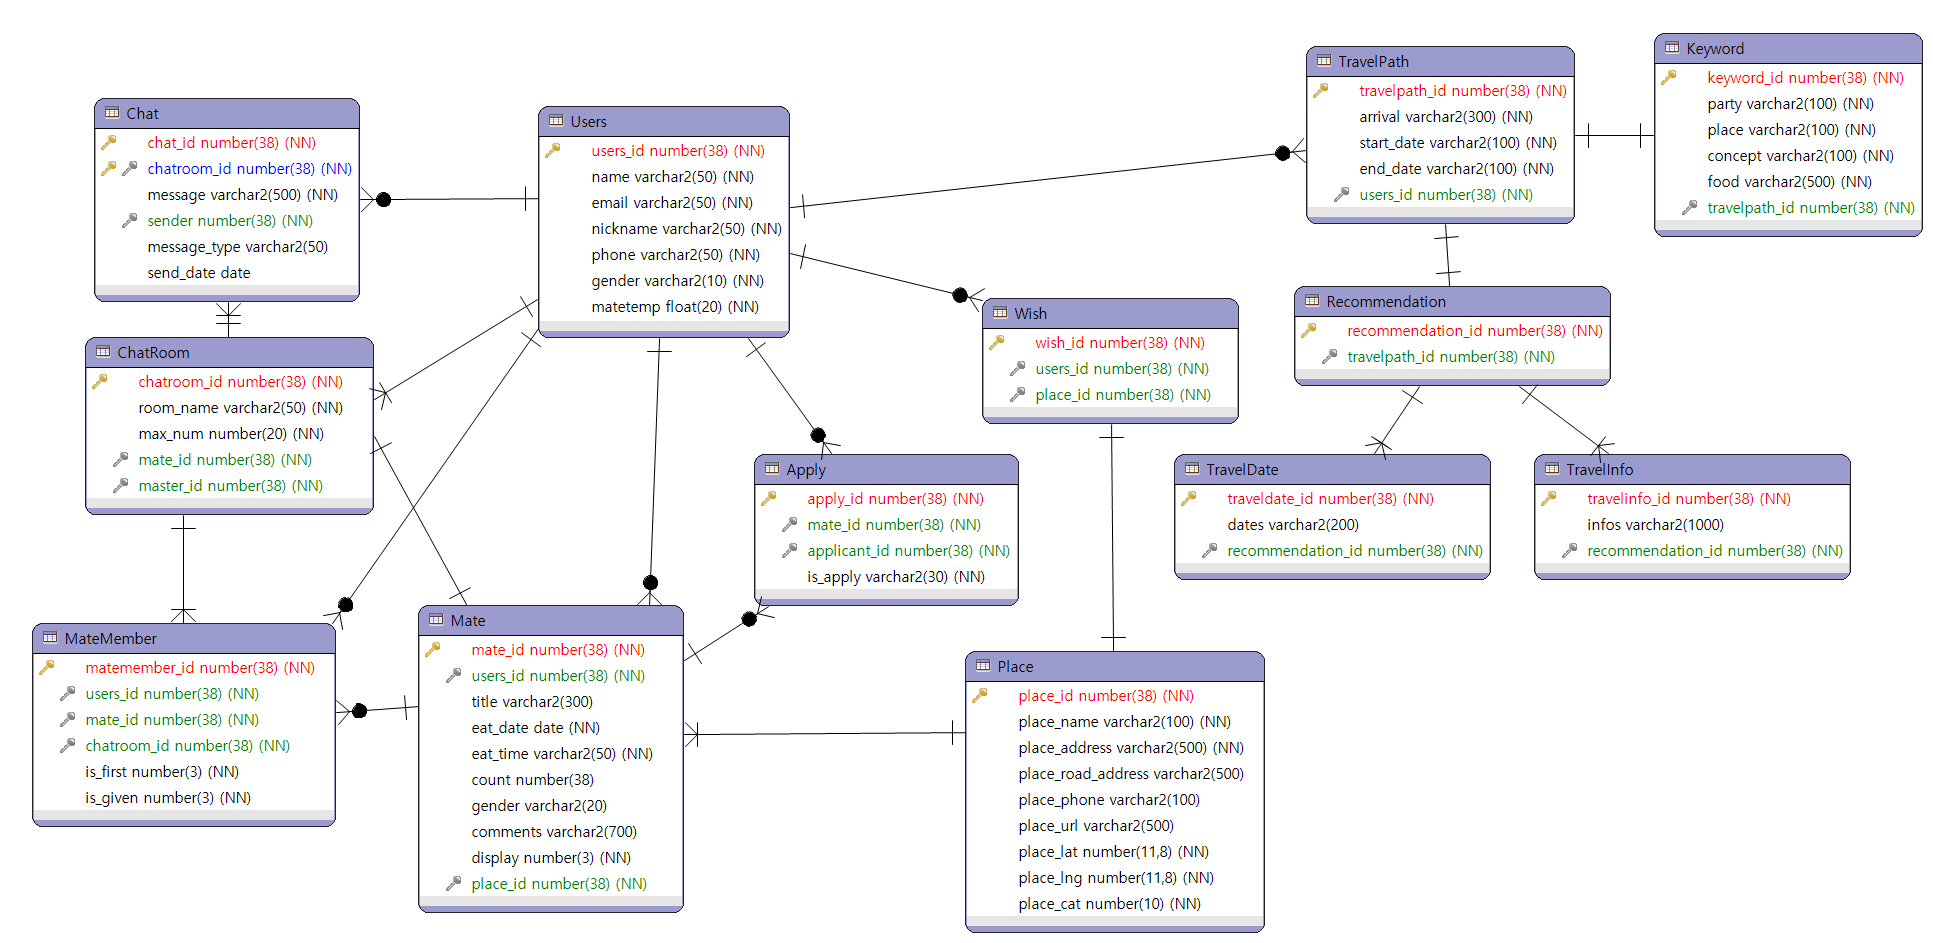 Chat
chat_id number(38) (NN)
chatroom_id number(38) (NN)
message varchar2(500) (NN)
sender number(38) (NN)
message_type varchar2(50)
send_date date
Users
users_id number(38) (NN)
name varchar2(50) (NN)
email varchar2(50) (NN)
nickname varchar2(50) (NN)
phone varchar2(50) (NN)
gender varchar2(10) (NN)
matetemp float(20) (NN)
TravelPath
travelpath_id number(38) (NN)
arrival varchar2(300) (NN)
start_date varchar2(100) (NN)
end_date varchar2(100) (NN)
users_id number(38) (NN)
Keyword
keyword_id number(38) (NN)
party varchar2(100) (NN)
place varchar2(100) (NN)
concept varchar2(100) (NN)
food varchar2(500) (NN)
travelpath_id number(38) (NN)
ChatRoom
chatroom_id number(38) (NN)
room_name varchar2(50) (NN)
max_num number(20) (NN)
mate_id number(38) (NN)
master_id number(38) (NN)
Wish
wish_id number(38) (NN)
users_id number(38) (NN)
place_id number(38) (NN)
Recommendation
recommendation_id number(38) (NN)
travelpath_id number(38) (NN)
Apply
apply_id number(38) (NN)
mate_id number(38) (NN)
applicant_id number(38) (NN)
is_apply varchar2(30) (NN)
TravelDate
traveldate_id number(38) (NN)
dates varchar2(200)
recommendation_id number(38) (NN)
TravelInfo
travelinfo_id number(38) (NN)
infos varchar2(1000)
recommendation_id number(38) (NN)
MateMember
matemember_id number(38) (NN)
users_id number(38) (NN)
mate_id number(38) (NN)
chatroom_id number(38) (NN)
is_first number(3) (NN)
is_given number(3) (NN)
Mate
mate_id number(38) (NN)
users_id number(38) (NN)
title varchar2(300)
eat_date date (NN)
eat_time varchar2(50) (NN)
count number(38)
gender varchar2(20)
comments varchar2(700)
display number(3) (NN)
place_id number(38) (NN)
Place
place_id number(38) (NN)
place_name varchar2(100) (NN)
place_address varchar2(500) (NN)
place_road_address varchar2(500)
place_phone varchar2(100)
place_url varchar2(500)
place_lat number(11,8) (NN)
place_lng number(11,8) (NN)
place_cat number(10) (NN)